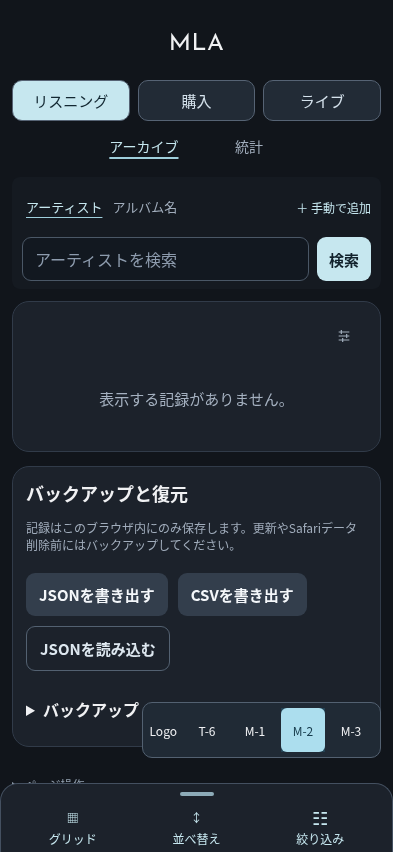 MLA
リスニング
購入
ライブ
アーカイブ
統計
アーティスト
アルバム名
＋ 手動で追加
アーティストを検索
検索
表示する記録がありません。
バックアップと復元
記録はこのブラウザ内にのみ保存します。更新やSafariデータ
削除前にはバックアップしてください。
JSONを書き出す
CSVを書き出す
JSONを読み込む
▶ バックアップ
Logo
T-6
M-1
M-2
M-3
グリッド
並べ替え
絞り込み